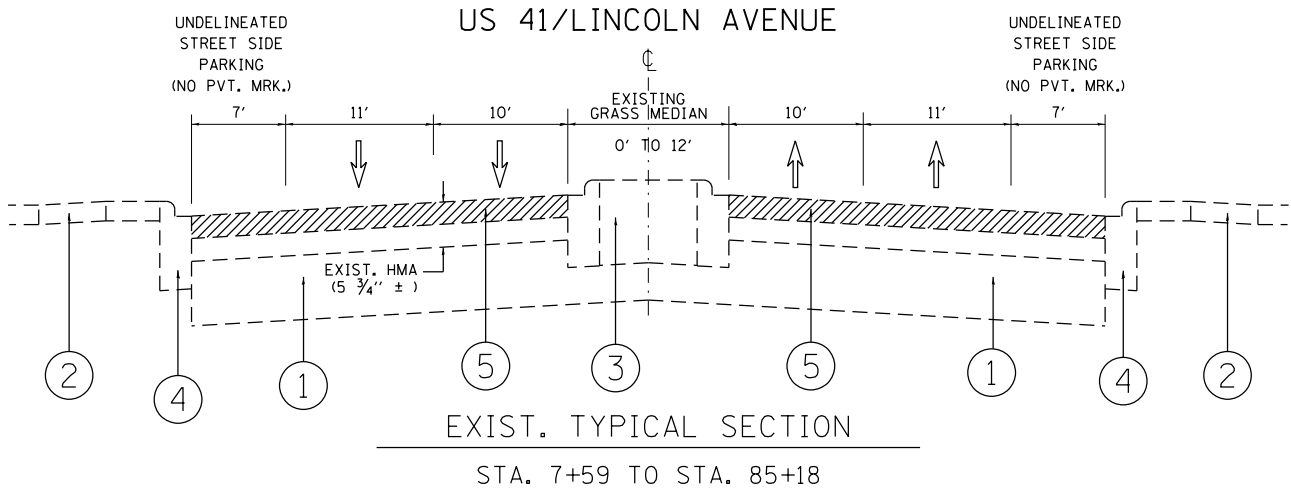 US 41/LINCOLN AVENUE
UNDELINEATED
STREET SIDE
PARKING
(NO PVT. MRK.)
UNDELINEATED
STREET SIDE
PARKING
(NO PVT. MRK.)
℄
EXISTING
GRASS MEDIAN
7' 11' 10' 10' 11' 7'
0' TO 12'
EXIST. HMA
(5 3/4" ±)
2 4 1 5 3 5 1 4 2
EXIST. TYPICAL SECTION
STA. 7+59 TO STA. 85+18